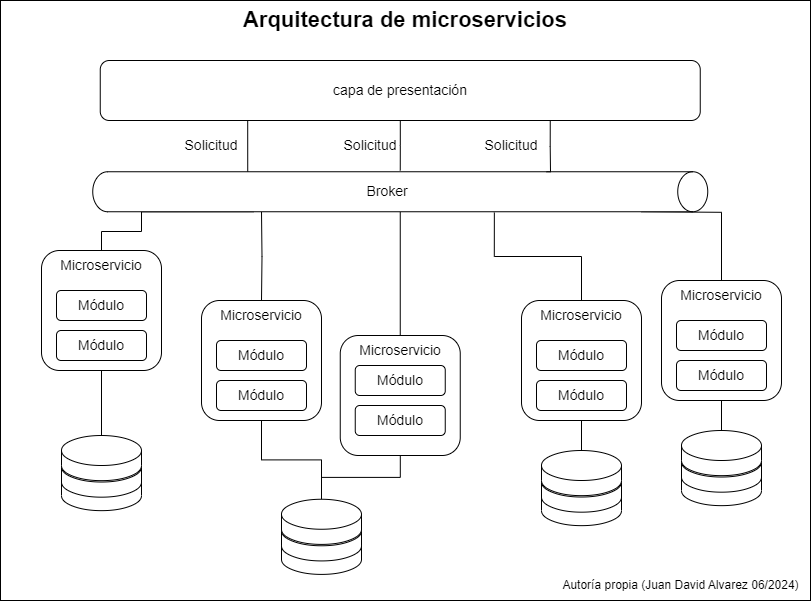 Arquitectura de microservicios
capa de presentación
Solicitud
Solicitud
Solicitud
Broker
Microservicio
Módulo
Módulo
Microservicio
Módulo
Módulo
Microservicio
Módulo
Módulo
Microservicio
Módulo
Módulo
Microservicio
Módulo
Módulo
Autoría propia (Juan David Alvarez 06/2024)